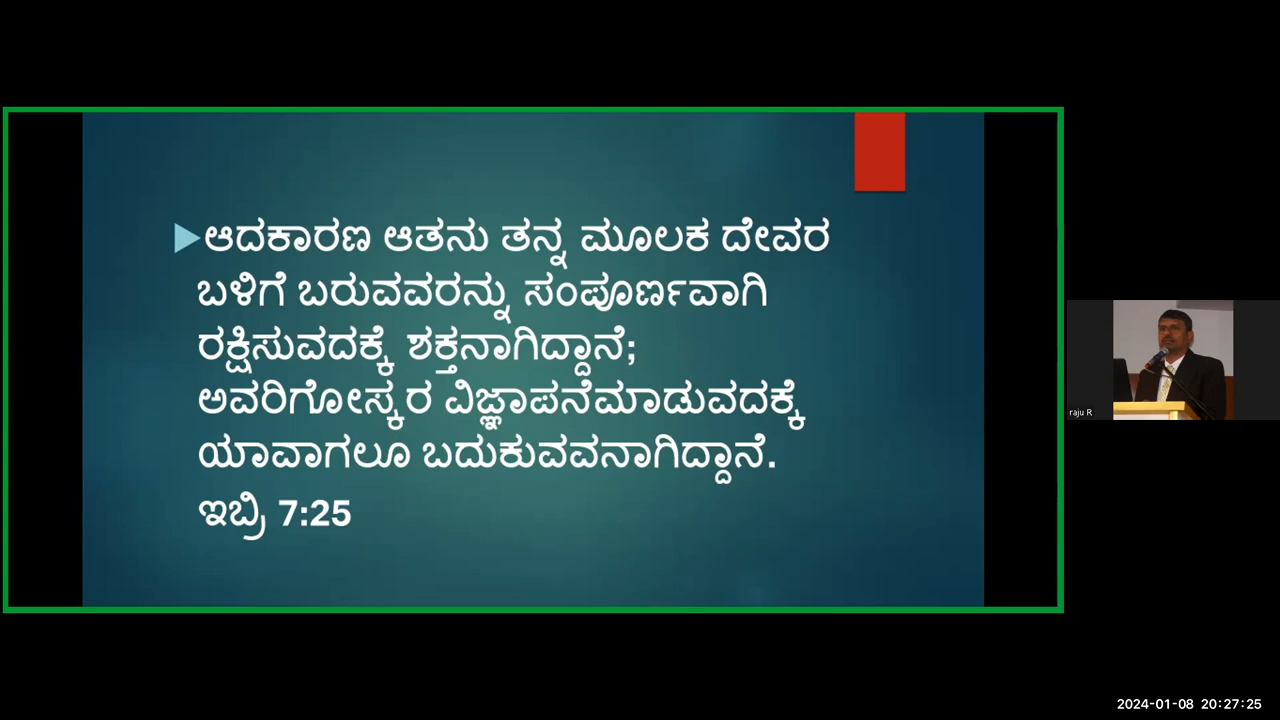 ಆದಕಾರಣ ಆತನು ತನ್ನ ಮೂಲಕ ದೇವರ
ಬಳಿಗೆ ಬರುವವರನ್ನು ಸಂಪೂರ್ಣವಾಗಿ
ರಕ್ಷಿಸುವದಕ್ಕೆ ಶಕ್ತನಾಗಿದ್ದಾನೆ;
ಅವರಿಗೋಸ್ಕರ ವಿಜ್ಞಾಪನೆಮಾಡುವದಕ್ಕೆ
ಯಾವಾಗಲೂ ಬದುಕುವವನಾಗಿದ್ದಾನೆ.
ಇಬ್ರಿ 7:25
raju R
2024-01-08 20:27:25